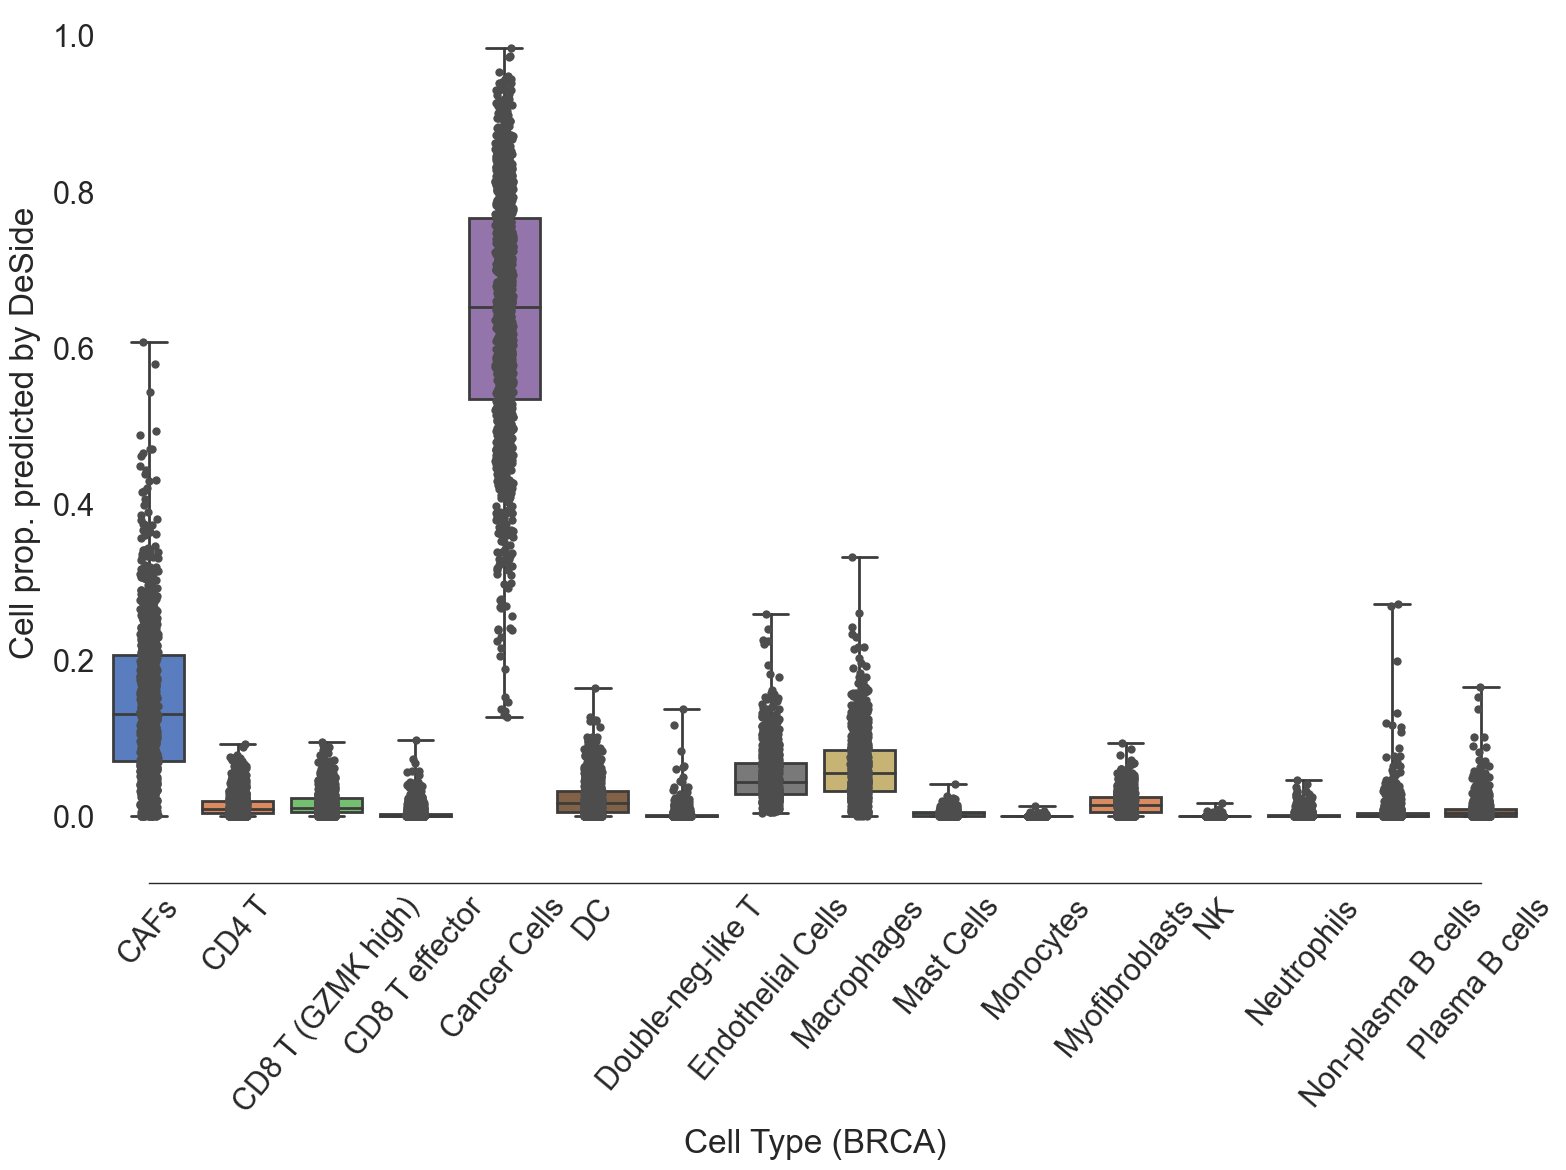 Cell prop. predicted by DeSide
1.0
0.8
0.6
0.4
0.2
0.0
CAFs
CD4 T
CD8 T (GZMK high)
CD8 T effector
Cancer Cells
DC
Double-neg-like T
Endothelial Cells
Macrophages
Mast Cells
Monocytes
Myofibroblasts
NK
Neutrophils
Non-plasma B cells
Plasma B cells
Cell Type (BRCA)